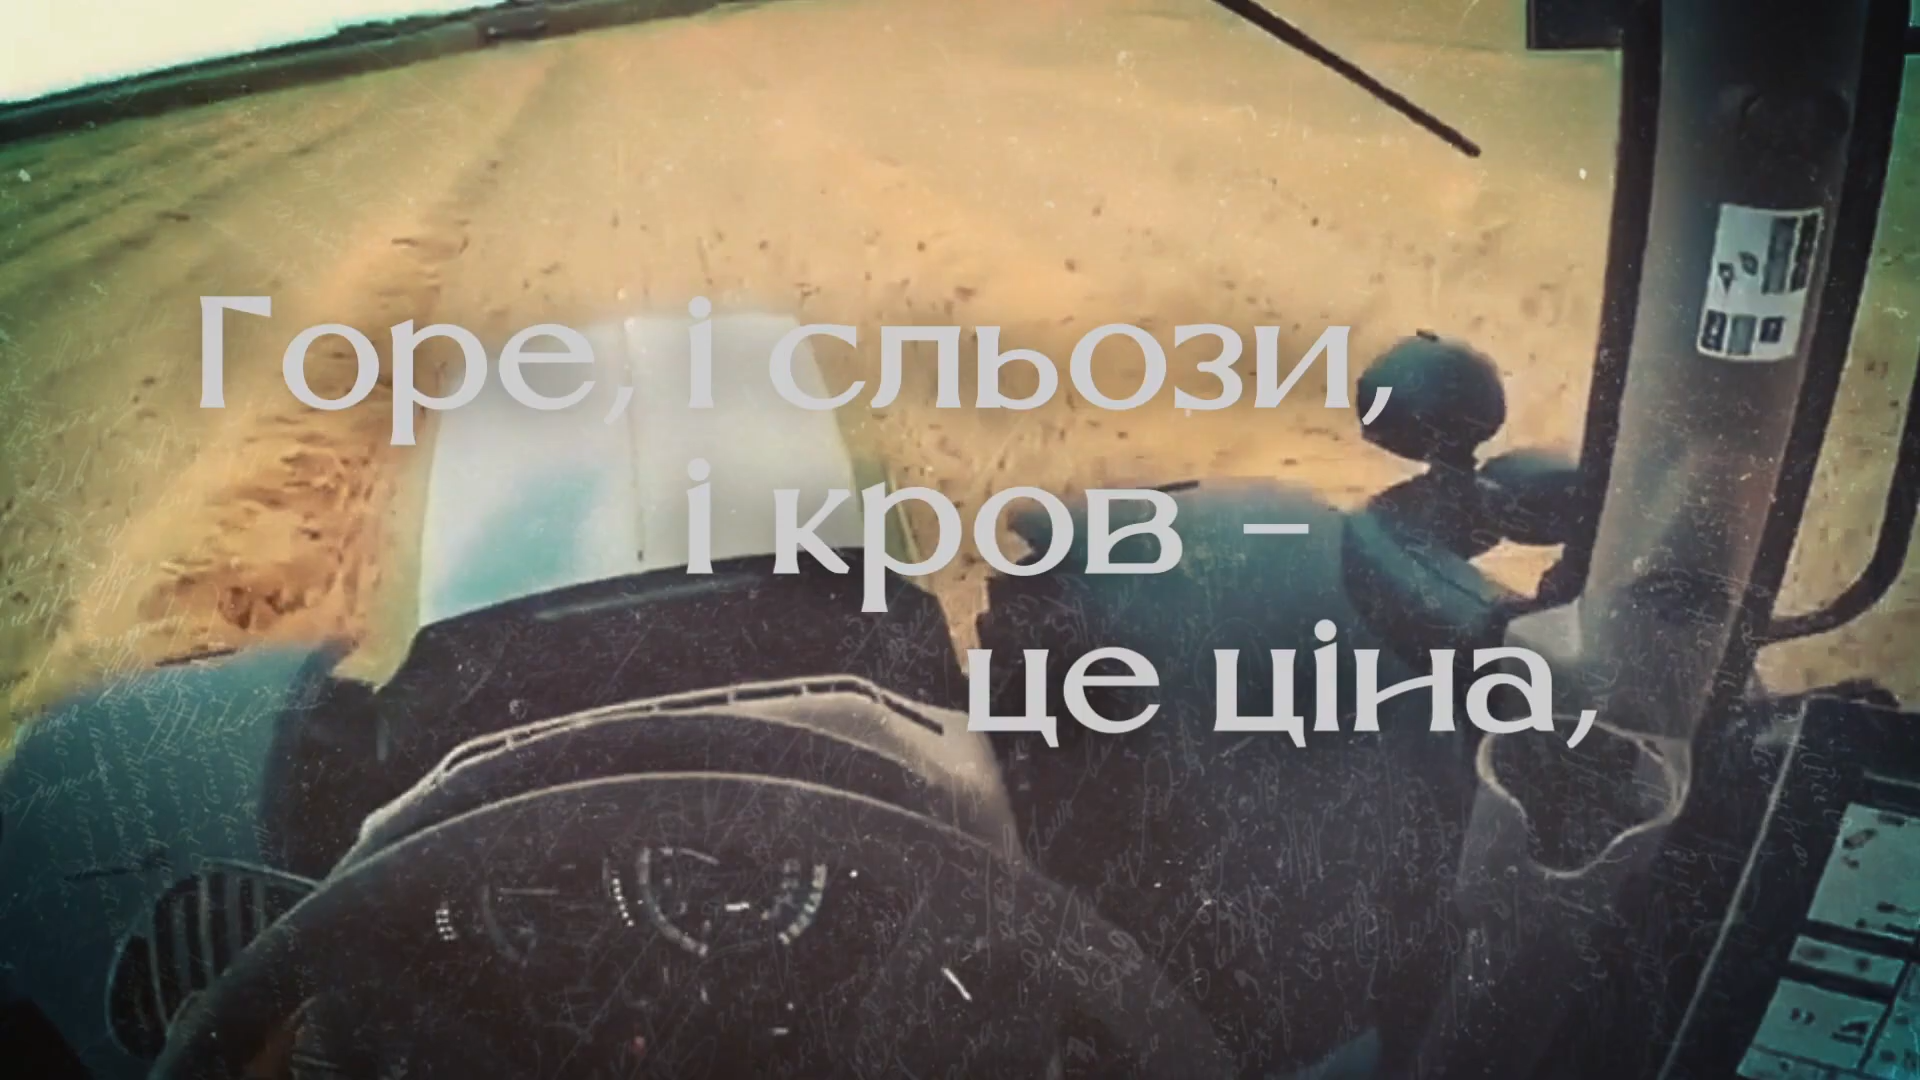 Горе, і сльози,
і кров –
це ціна,